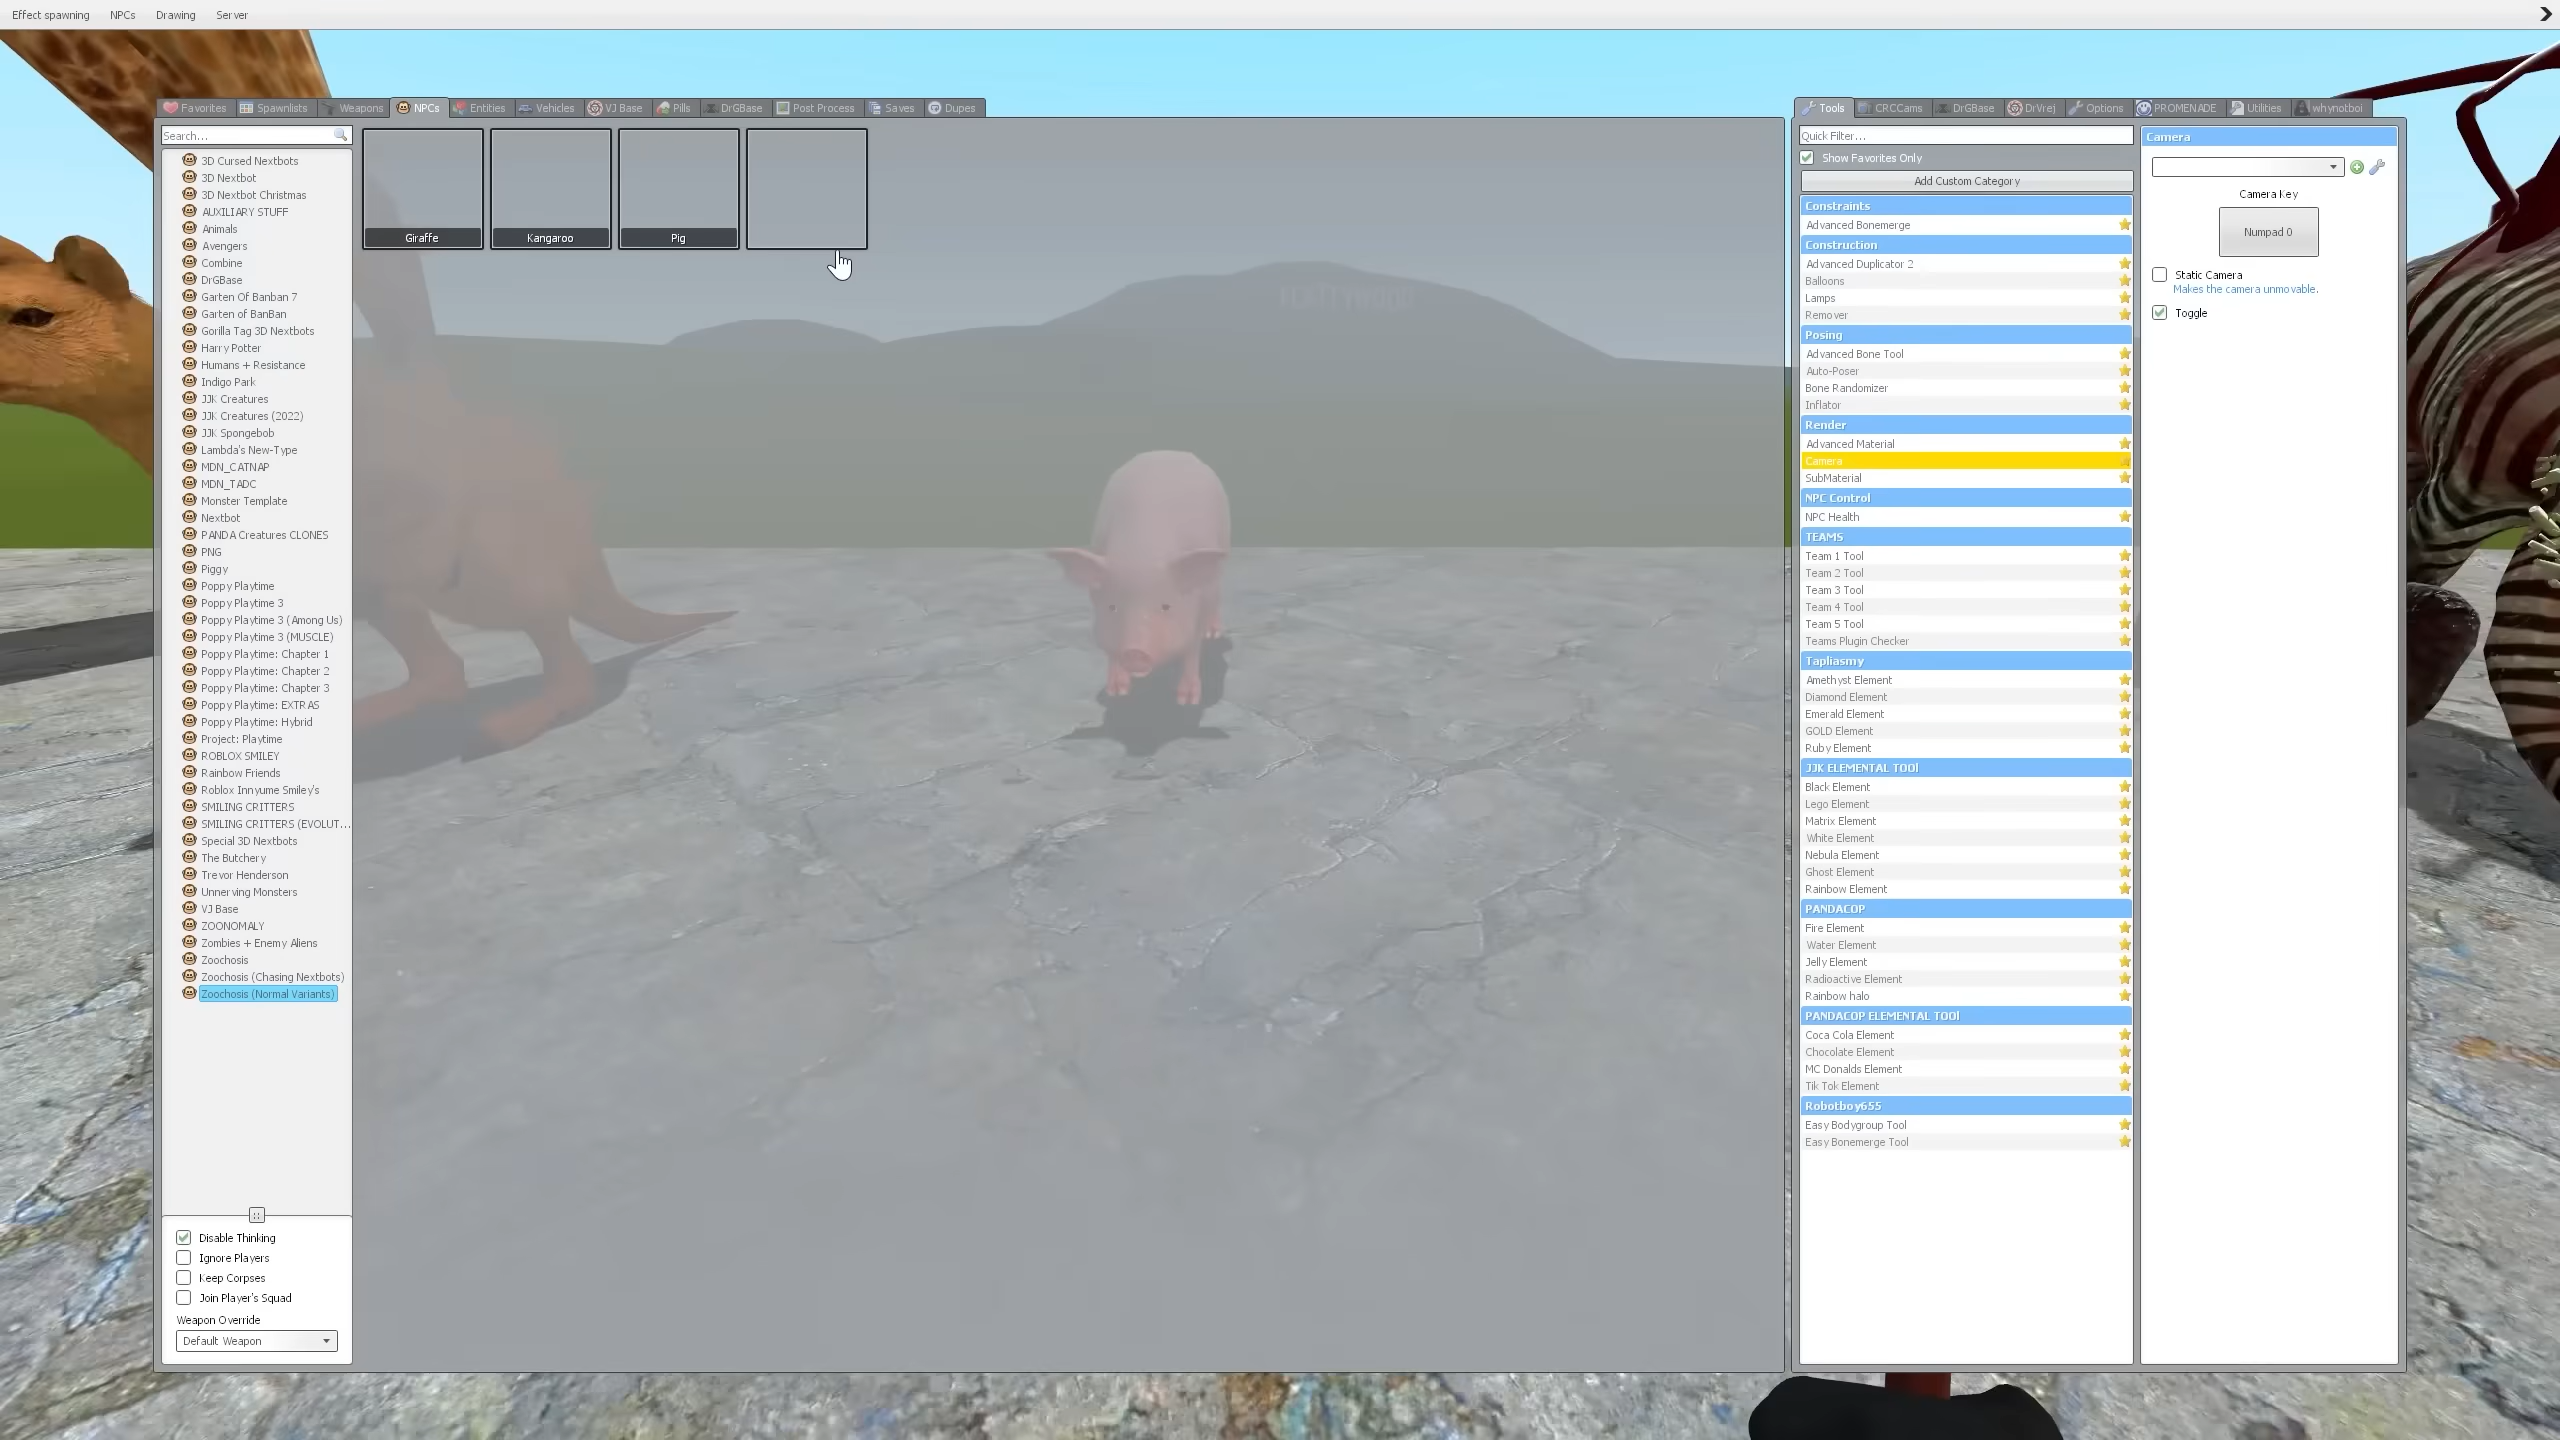 Effect spawning NPCs Drawing Server
Favorites Spawnlists Weapons NPCs Entities Vehicles VJ Base Pills DrGBase Post Process Saves Dupes
Search...
3D Cursed Nextbots
3D Nextbot
3D Nextbot Christmas
AUXILIARY STUFF
Animals
Avengers
Combine
DrGBase
Garten Of Banban 7
Garten of BanBan
Gorilla Tag 3D Nextbots
Harry Potter
Humans + Resistance
Indigo Park
JJK Creatures
JJK Creatures (2022)
JJK Spongebob
Lambda's New-Type
MDN_CATNAP
MDN_TADC
Monster Template
Nextbot
PANDA Creatures CLONES
PNG
Piggy
Poppy Playtime
Poppy Playtime 3
Poppy Playtime 3 (Among Us)
Poppy Playtime 3 (MUSCLE)
Poppy Playtime: Chapter 1
Poppy Playtime: Chapter 2
Poppy Playtime: Chapter 3
Poppy Playtime: EXTRAS
Poppy Playtime: Hybrid
Project: Playtime
ROBLOX SMILEY
Rainbow Friends
Roblox Innyume Smiley's
SMILING CRITTERS
SMILING CRITTERS (EVOLUT...
Special 3D Nextbots
The Butchery
Trevor Henderson
Unnerving Monsters
VJ Base
ZOONOMALY
Zombies + Enemy Aliens
Zoochosis
Zoochosis (Chasing Nextbots)
Zoochosis (Normal Variants)
Disable Thinking
Ignore Players
Keep Corpses
Join Player's Squad
Weapon Override
Default Weapon
Giraffe Kangaroo Pig
Tools CRCCams DrGBase DrVrej Options PROMENADE Utilities whynotboi
Quick Filter...
Show Favorites Only
Add Custom Category
Constraints
Advanced Bonemerge
Construction
Advanced Duplicator 2
Balloons
Lamps
Remover
Posing
Advanced Bone Tool
Auto-Poser
Bone Randomizer
Inflator
Render
Advanced Material
Camera
SubMaterial
NPC Control
NPC Health
TEAMS
Team 1 Tool
Team 2 Tool
Team 3 Tool
Team 4 Tool
Team 5 Tool
Teams Plugin Checker
Tapliasmy
Amethyst Element
Diamond Element
Emerald Element
GOLD Element
Ruby Element
JJK ELEMENTAL TOOl
Black Element
Lego Element
Matrix Element
White Element
Nebula Element
Ghost Element
Rainbow Element
PANDACOP
Fire Element
Water Element
Jelly Element
Radioactive Element
Rainbow halo
PANDACOP ELEMENTAL TOOl
Coca Cola Element
Chocolate Element
MC Donalds Element
Tik Tok Element
Robotboy655
Easy Bodygroup Tool
Easy Bonemerge Tool
Camera
Camera Key
Numpad 0
Static Camera
Makes the camera unmovable.
Toggle